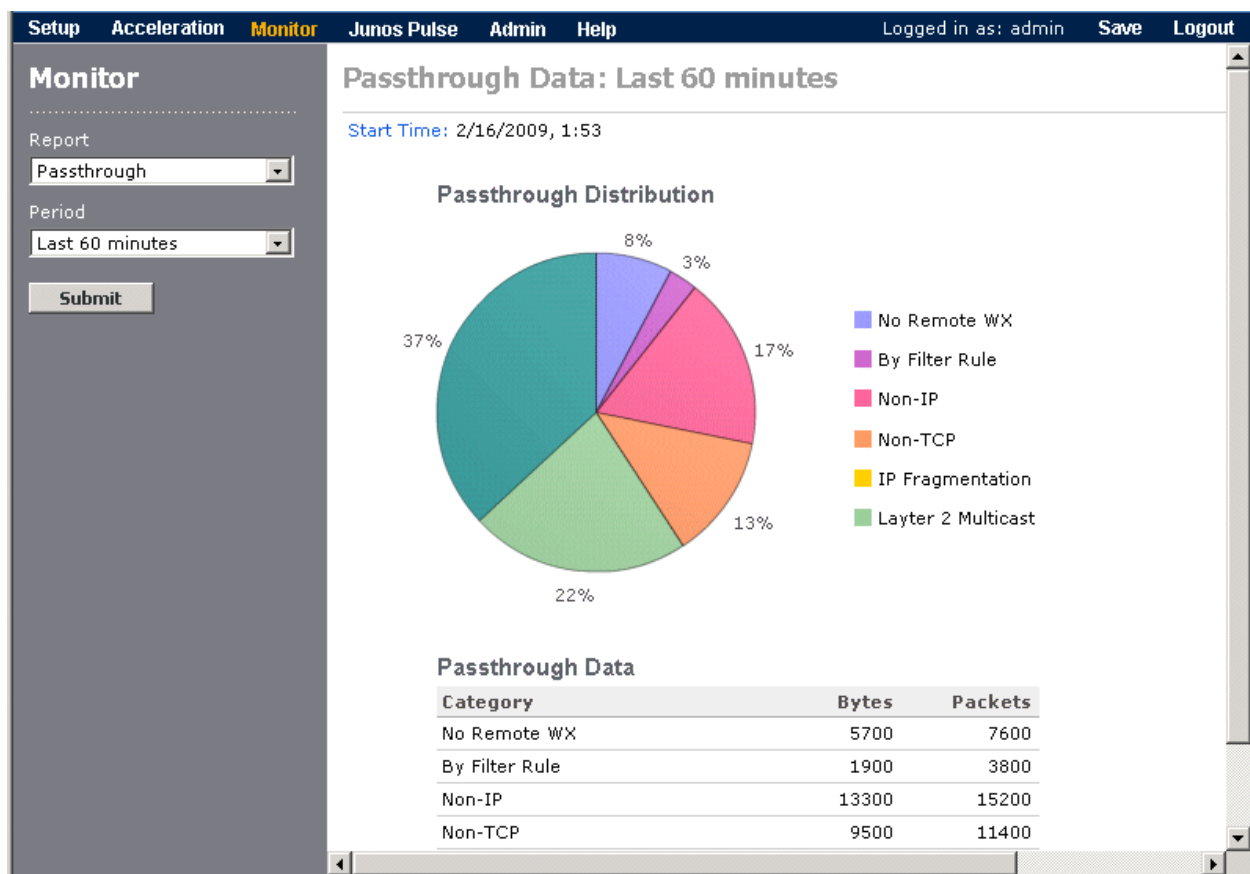 Setup Acceleration Monitor Junos Pulse Admin Help Logged in as: admin Save Logout
Monitor
Report
Passthrough
Period
Last 60 minutes
Submit
Passthrough Data: Last 60 minutes
Start Time: 2/16/2009, 1:53
Passthrough Distribution
8%
3%
17%
13%
22%
37%
No Remote WX
By Filter Rule
Non-IP
Non-TCP
IP Fragmentation
Layter 2 Multicast
Passthrough Data
Category Bytes Packets
No Remote WX 5700 7600
By Filter Rule 1900 3800
Non-IP 13300 15200
Non-TCP 9500 11400